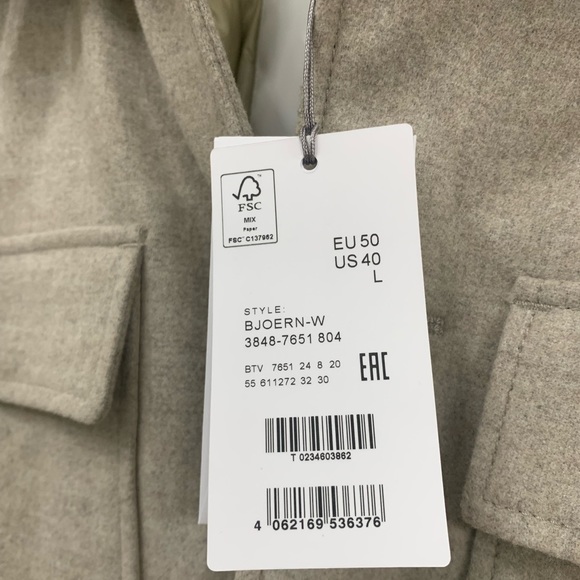 FSC
MIX
Paper
FSC® C137962
EU 50
US 40
L
STYLE:
BJOERN-W
3848-7651 804
BTV 7651 24 8 20
55 611272 32 30
EAC
T 0234603862
4 062169 536376